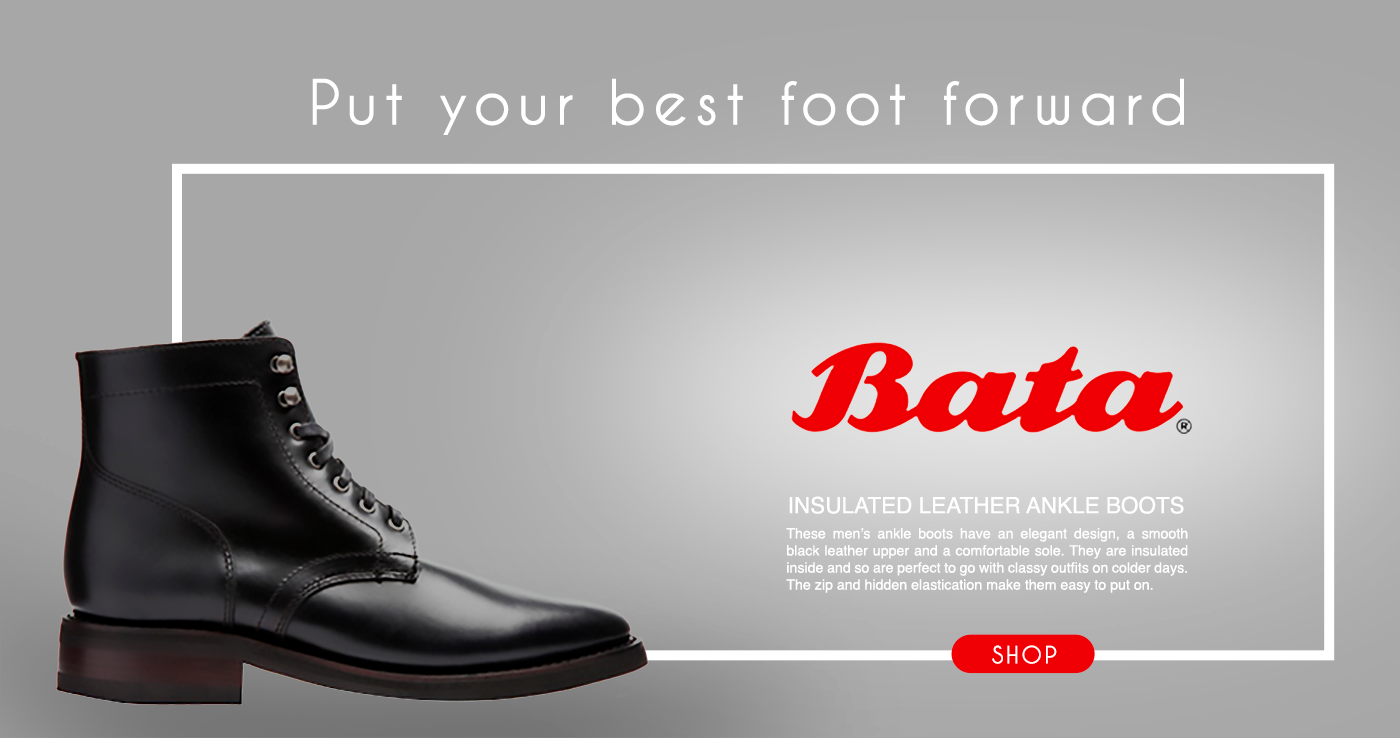 Put your best foot forward
Bata®
INSULATED LEATHER ANKLE BOOTS
These men's ankle boots have an elegant design, a smooth
black leather upper and a comfortable sole. They are insulated
inside and so are perfect to go with classy outfits on colder days.
The zip and hidden elastication make them easy to put on.
SHOP